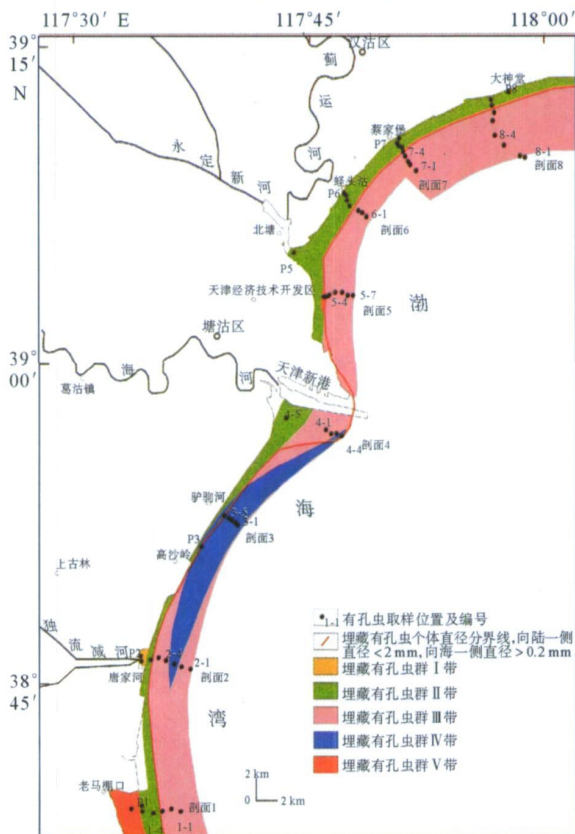 117°30′ E
117°45′
118°00′
39°
15′
N
汉沽区
蓟
运
河
大神堂
P8
8-4
8-1
剖面8
蔡家堡
P7
7-4
7-1
剖面7
永
定
新
河
蛏头沽
P6
6-1
剖面6
北塘
P5
天津经济技术开发区
5-4
5-7
剖面5
渤
塘沽区
39°
00′
海
河
葛沽镇
天津新港
4-5
4-1
剖面4
4-4
驴驹河
3-1
剖面3
海
P3
高沙岭
上古林
独
流
减
河
P2
2-1
剖面2
唐家河
38°
45′
湾
老马棚口
剖面1
1-1
2 km
2 km
1-1 有孔虫取样位置及编号
埋藏有孔虫个体直径分界线,向陆一侧
直径<2 mm,向海一侧直径>0.2 mm
埋藏有孔虫群Ⅰ带
埋藏有孔虫群Ⅱ带
埋藏有孔虫群Ⅲ带
埋藏有孔虫群Ⅳ带
埋藏有孔虫群Ⅴ带